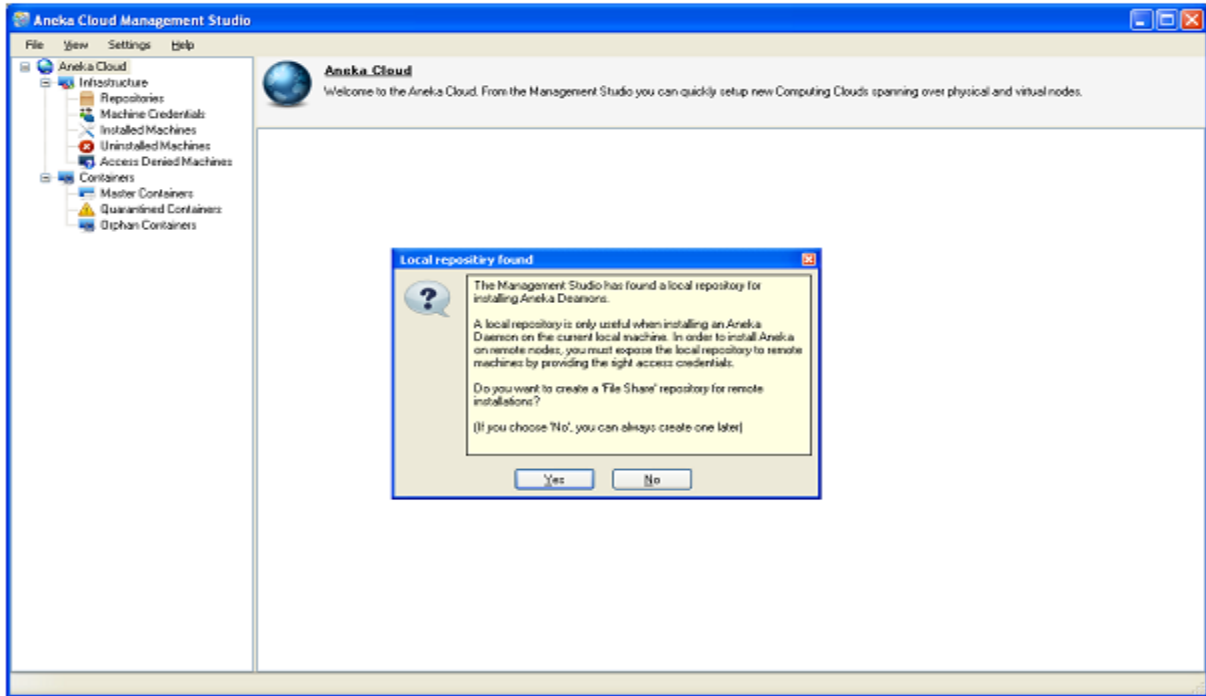 Aneka Cloud Management Studio
File View Settings Help
Aneka Cloud
Infrastructure
Repositories
Machine Credentials
Installed Machines
Uninstalled Machines
Access Denied Machines
Containers
Master Containers
Quarantined Containers
Orphan Containers
Aneka Cloud
Welcome to the Aneka Cloud. From the Management Studio you can quickly setup new Computing Clouds spanning over physical and virtual nodes.
Local repositiry found
The Management Studio has found a local repository for
installing Aneka Deamons.
A local repository is only useful when installing an Aneka
Daemon on the current local machine. In order to install Aneka
on remote nodes, you must expose the local repository to remote
machines by providing the right access credentials.
Do you want to create a 'File Share' repository for remote
installations?
(If you choose 'No', you can always create one later)
Yes No